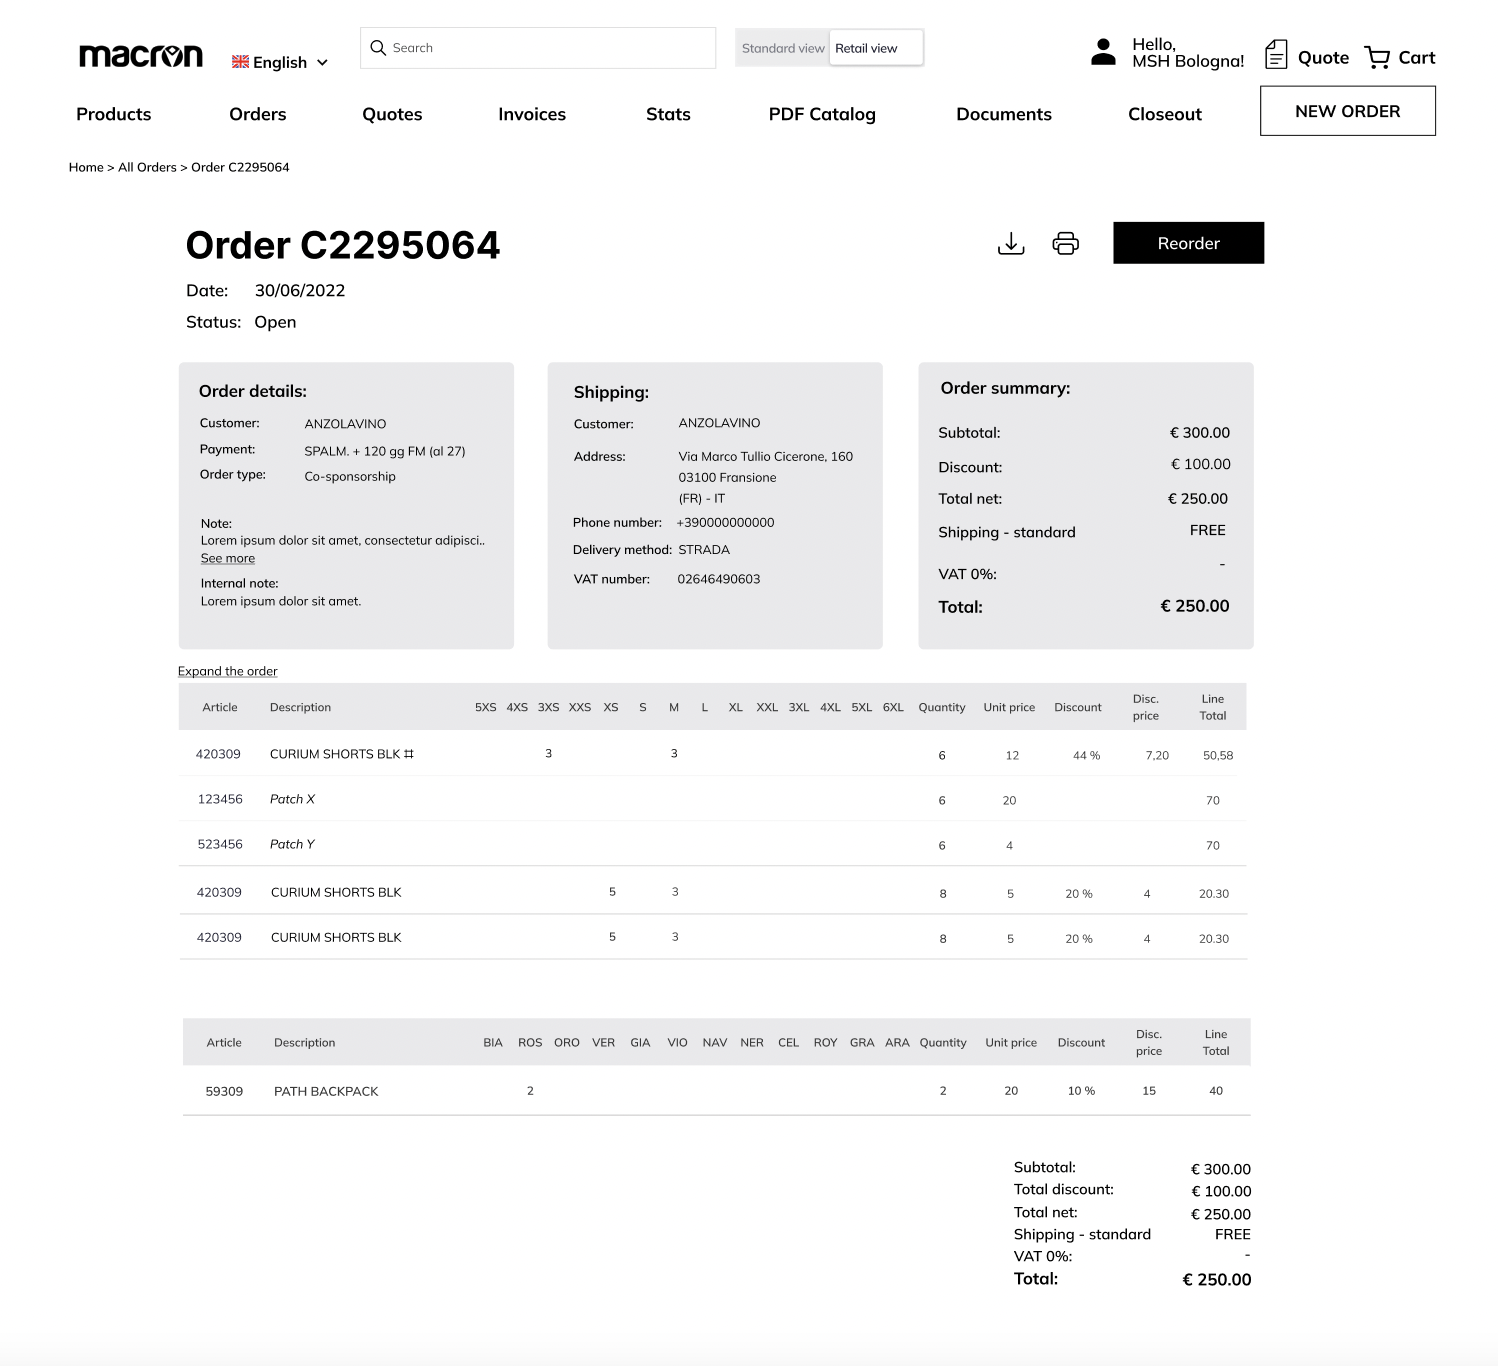 macron
English
Search
Standard view
Retail view
Hello,
MSH Bologna!
Quote
Cart
Products Orders Quotes Invoices Stats PDF Catalog Documents Closeout NEW ORDER
Home > All Orders > Order C2295064
Order C2295064
Reorder
Date: 30/06/2022
Status: Open
Order details:
Customer: ANZOLAVINO
Payment: SPALM. + 120 gg FM (al 27)
Order type: Co-sponsorship
Note:
Lorem ipsum dolor sit amet, consectetur adipisci..
See more
Internal note:
Lorem ipsum dolor sit amet.
Shipping:
Customer: ANZOLAVINO
Address: Via Marco Tullio Cicerone, 160
03100 Fransione
(FR) - IT
Phone number: +390000000000
Delivery method: STRADA
VAT number: 02646490603
Order summary:
Subtotal: € 300.00
Discount: € 100.00
Total net: € 250.00
Shipping - standard FREE
VAT 0%: -
Total: € 250.00
Expand the order
Article Description 5XS 4XS 3XS XXS XS S M L XL XXL 3XL 4XL 5XL 6XL Quantity Unit price Discount Disc. price Line Total
420309 CURIUM SHORTS BLK # 3 3 6 12 44 % 7,20 50,58
123456 Patch X 6 20 70
523456 Patch Y 6 4 70
420309 CURIUM SHORTS BLK 5 3 8 5 20 % 4 20.30
420309 CURIUM SHORTS BLK 5 3 8 5 20 % 4 20.30
Article Description BIA ROS ORO VER GIA VIO NAV NER CEL ROY GRA ARA Quantity Unit price Discount Disc. price Line Total
59309 PATH BACKPACK 2 2 20 10 % 15 40
Subtotal: € 300.00
Total discount: € 100.00
Total net: € 250.00
Shipping - standard FREE
VAT 0%: -
Total: € 250.00